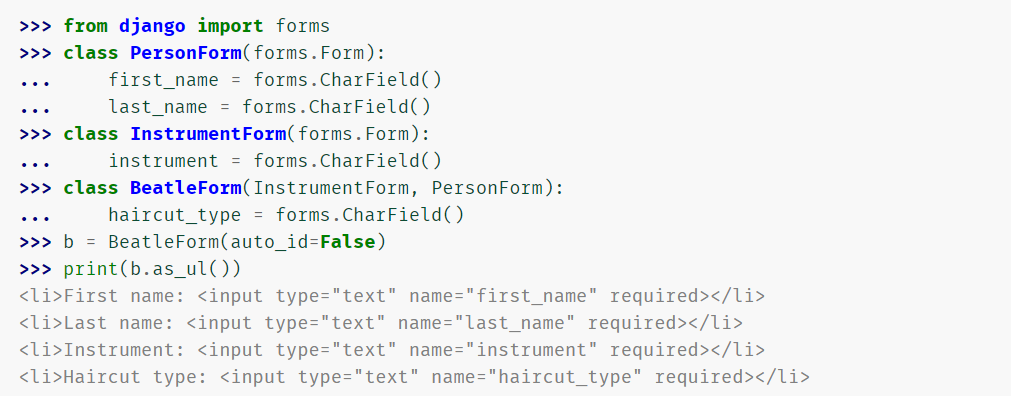 >>> from django import forms
>>> class PersonForm(forms.Form):
...     first_name = forms.CharField()
...     last_name = forms.CharField()
>>> class InstrumentForm(forms.Form):
...     instrument = forms.CharField()
>>> class BeatleForm(InstrumentForm, PersonForm):
...     haircut_type = forms.CharField()
>>> b = BeatleForm(auto_id=False)
>>> print(b.as_ul())
<li>First name: <input type="text" name="first_name" required></li>
<li>Last name: <input type="text" name="last_name" required></li>
<li>Instrument: <input type="text" name="instrument" required></li>
<li>Haircut type: <input type="text" name="haircut_type" required></li>